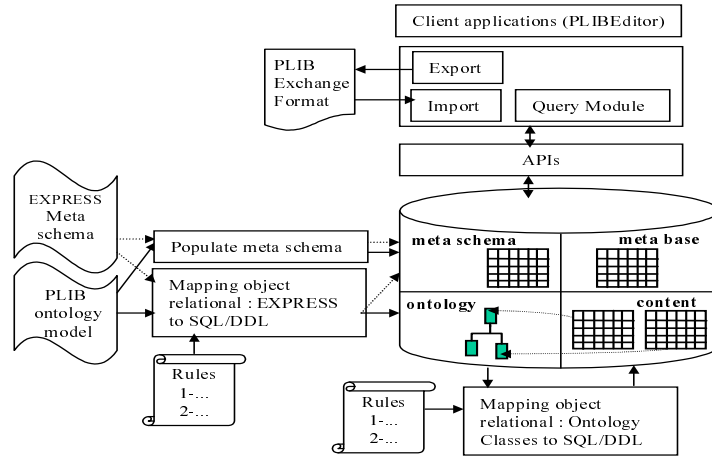 Client applications (PLIBEditor)
PLIB
Exchange
Format
Export
Import
Query Module
APIs
EXPRESS
Meta
schema
PLIB
ontology
model
Populate meta schema
Mapping object
relational : EXPRESS
to SQL/DDL
Rules
1-...
2-...
meta schema
meta base
ontology
content
Rules
1-...
2-...
Mapping object
relational : Ontology
Classes to SQL/DDL